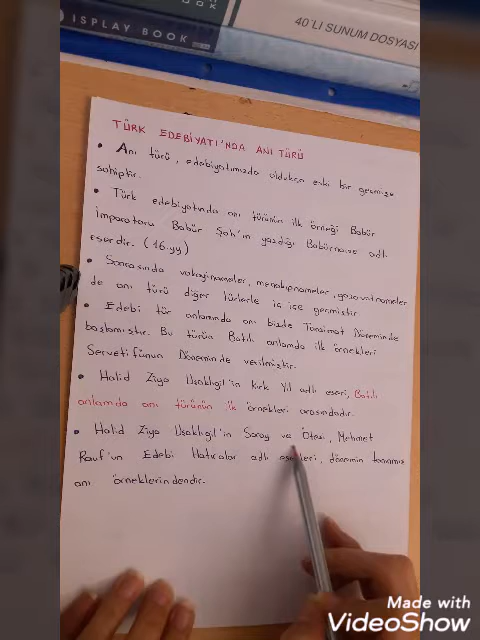 ISPLAY BOOK
40'LI SUNUM DOSYASI
TÜRK EDEBİYATI'NDA ANI TÜRÜ
• Anı türü, edebiyatımızda oldukça eski bir geçmişe
sahiptir.
• Türk edebiyatında anı türünün ilk örneği Babür
İmparatoru Babür Şah'ın yazdığı Babürname adlı
eserdir. (16.yy)
• Sonrasında vakayinameler, menakıpnameler, gazavatnameler
de anı türü diğer türlerle iç içe geçmiştir.
• Edebi tür anlamında anı bizde Tanzimat Döneminde
başlamıştır. Bu türün Batılı anlamda ilk örnekleri
Servetifünun Döneminde verilmiştir.
• Halid Ziya Uşaklıgil'in Kırk Yıl adlı eseri, Batılı
anlamda anı türünün ilk örnekleri arasındadır.
• Halid Ziya Uşaklıgil'in Saray ve Ötesi, Mehmet
Rauf'un Edebi Hatıralar adlı eserleri, dönemin tanınmış
anı örneklerindendir.
Made with
VideoShow